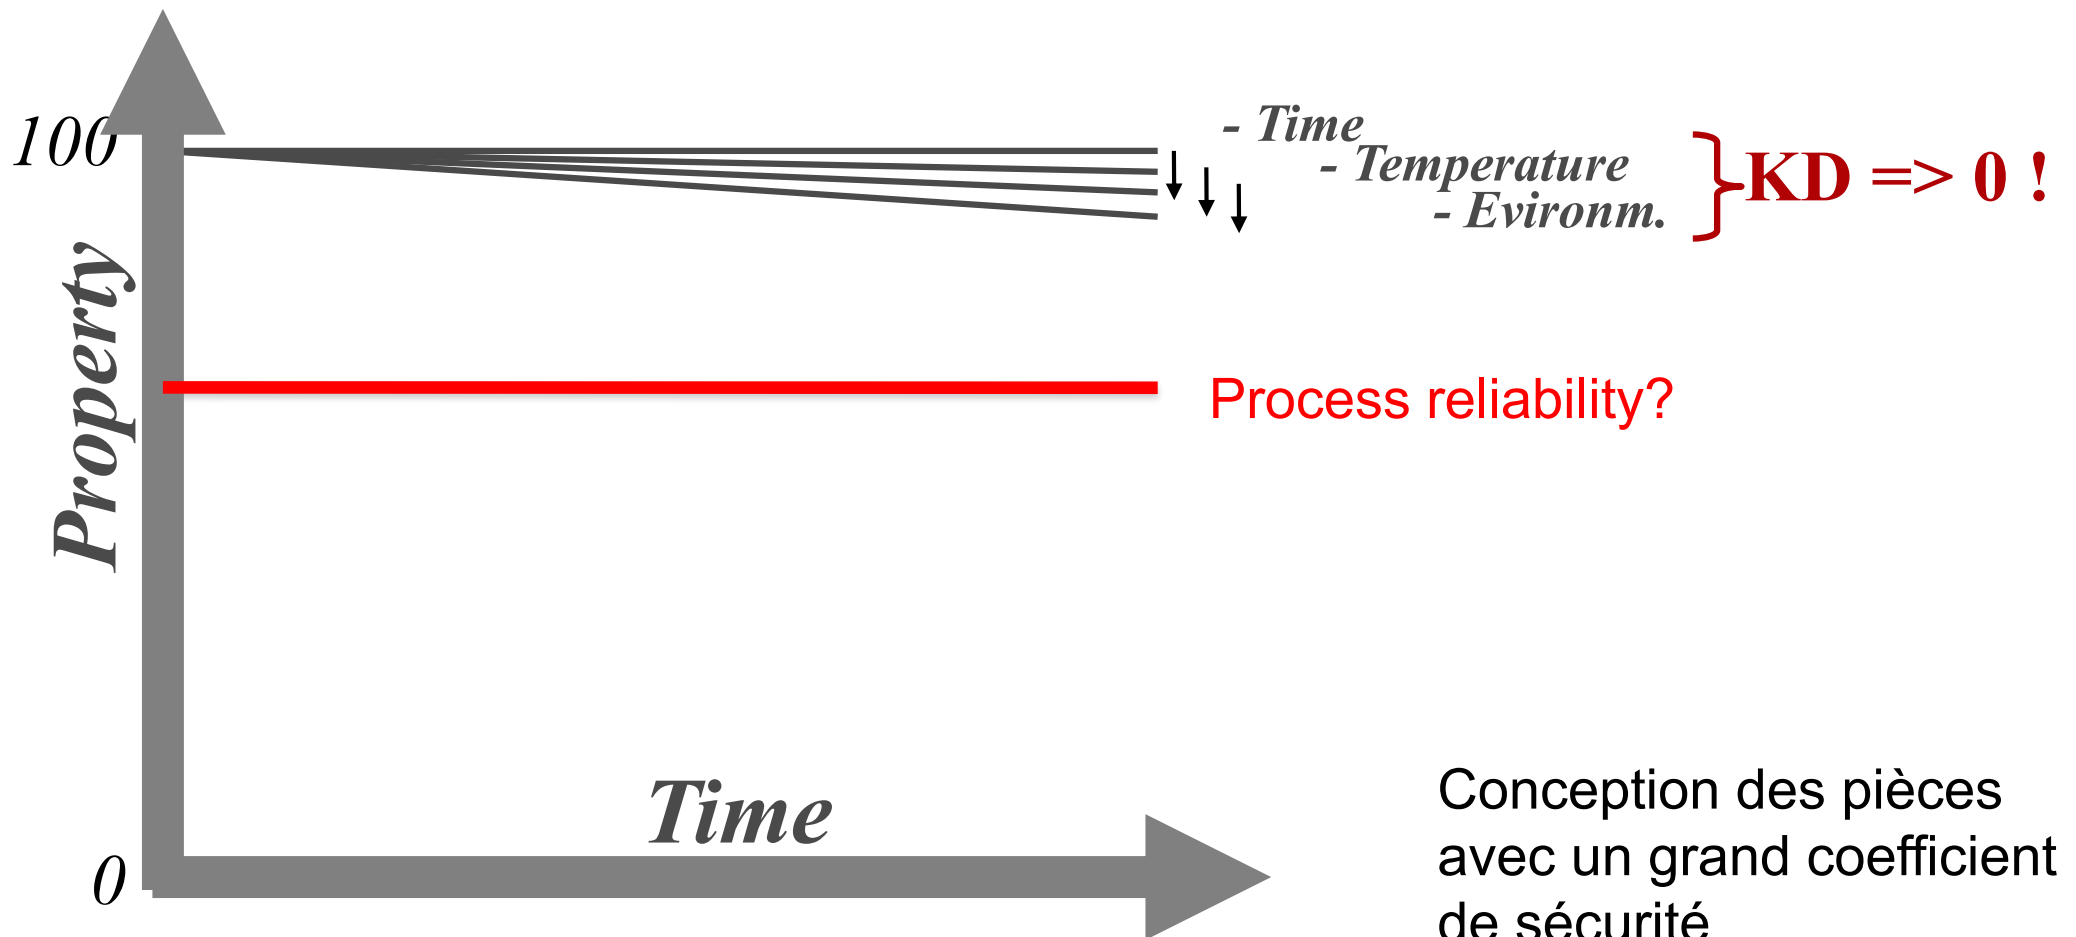 100
- Time
- Temperature
- Evironm.
KD => 0 !
Property
Process reliability?
Time
0
Conception des pièces
avec un grand coefficient
de sécurité